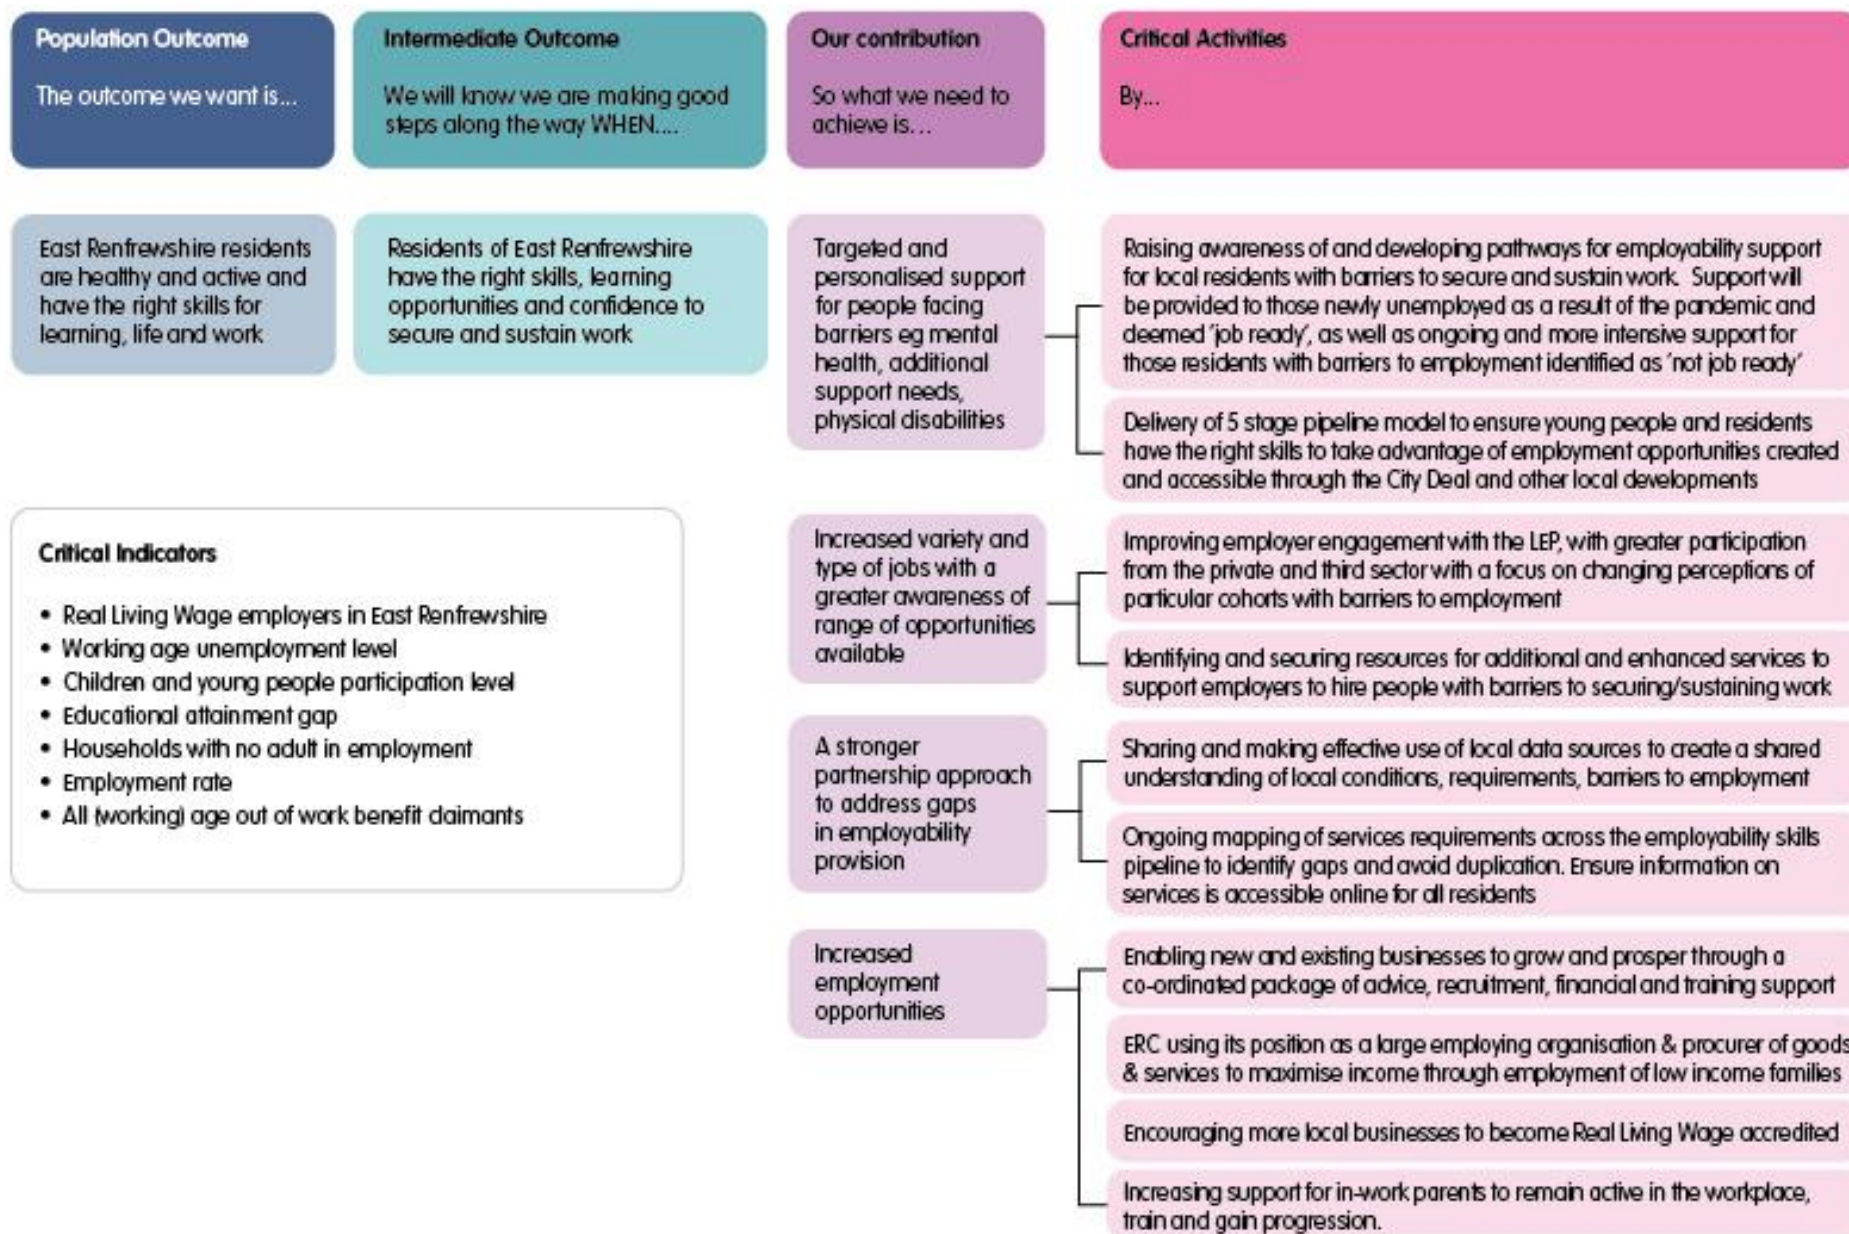 Population Outcome
The outcome we want is...
Intermediate Outcome
We will know we are making good
steps along the way WHEN....
Our contribution
So what we need to
achieve is...
Critical Activities
By...
East Renfrewshire residents
are healthy and active and
have the right skills for
learning, life and work
Residents of East Renfrewshire
have the right skills, learning
opportunities and confidence to
secure and sustain work
Targeted and
personalised support
for people facing
barriers eg mental
health, additional
support needs,
physical disabilities
Raising awareness of and developing pathways for employability support
for local residents with barriers to secure and sustain work. Support will
be provided to those newly unemployed as a result of the pandemic and
deemed 'job ready', as well as ongoing and more intensive support for
those residents with barriers to employment identified as 'not job ready'
Delivery of 5 stage pipeline model to ensure young people and residents
have the right skills to take advantage of employment opportunities created
and accessible through the City Deal and other local developments
Critical Indicators
• Real Living Wage employers in East Renfrewshire
• Working age unemployment level
• Children and young people participation level
• Educational attainment gap
• Households with no adult in employment
• Employment rate
• All (working) age out of work benefit claimants
Increased variety and
type of jobs with a
greater awareness of
range of opportunities
available
Improving employer engagement with the LEP, with greater participation
from the private and third sector with a focus on changing perceptions of
particular cohorts with barriers to employment
Identifying and securing resources for additional and enhanced services to
support employers to hire people with barriers to securing/sustaining work
A stronger
partnership approach
to address gaps
in employability
provision
Sharing and making effective use of local data sources to create a shared
understanding of local conditions, requirements, barriers to employment
Ongoing mapping of services requirements across the employability skills
pipeline to identify gaps and avoid duplication. Ensure information on
services is accessible online for all residents
Increased
employment
opportunities
Enabling new and existing businesses to grow and prosper through a
co-ordinated package of advice, recruitment, financial and training support
ERC using its position as a large employing organisation & procurer of goods
& services to maximise income through employment of low income families
Encouraging more local businesses to become Real Living Wage accredited
Increasing support for in-work parents to remain active in the workplace,
train and gain progression.